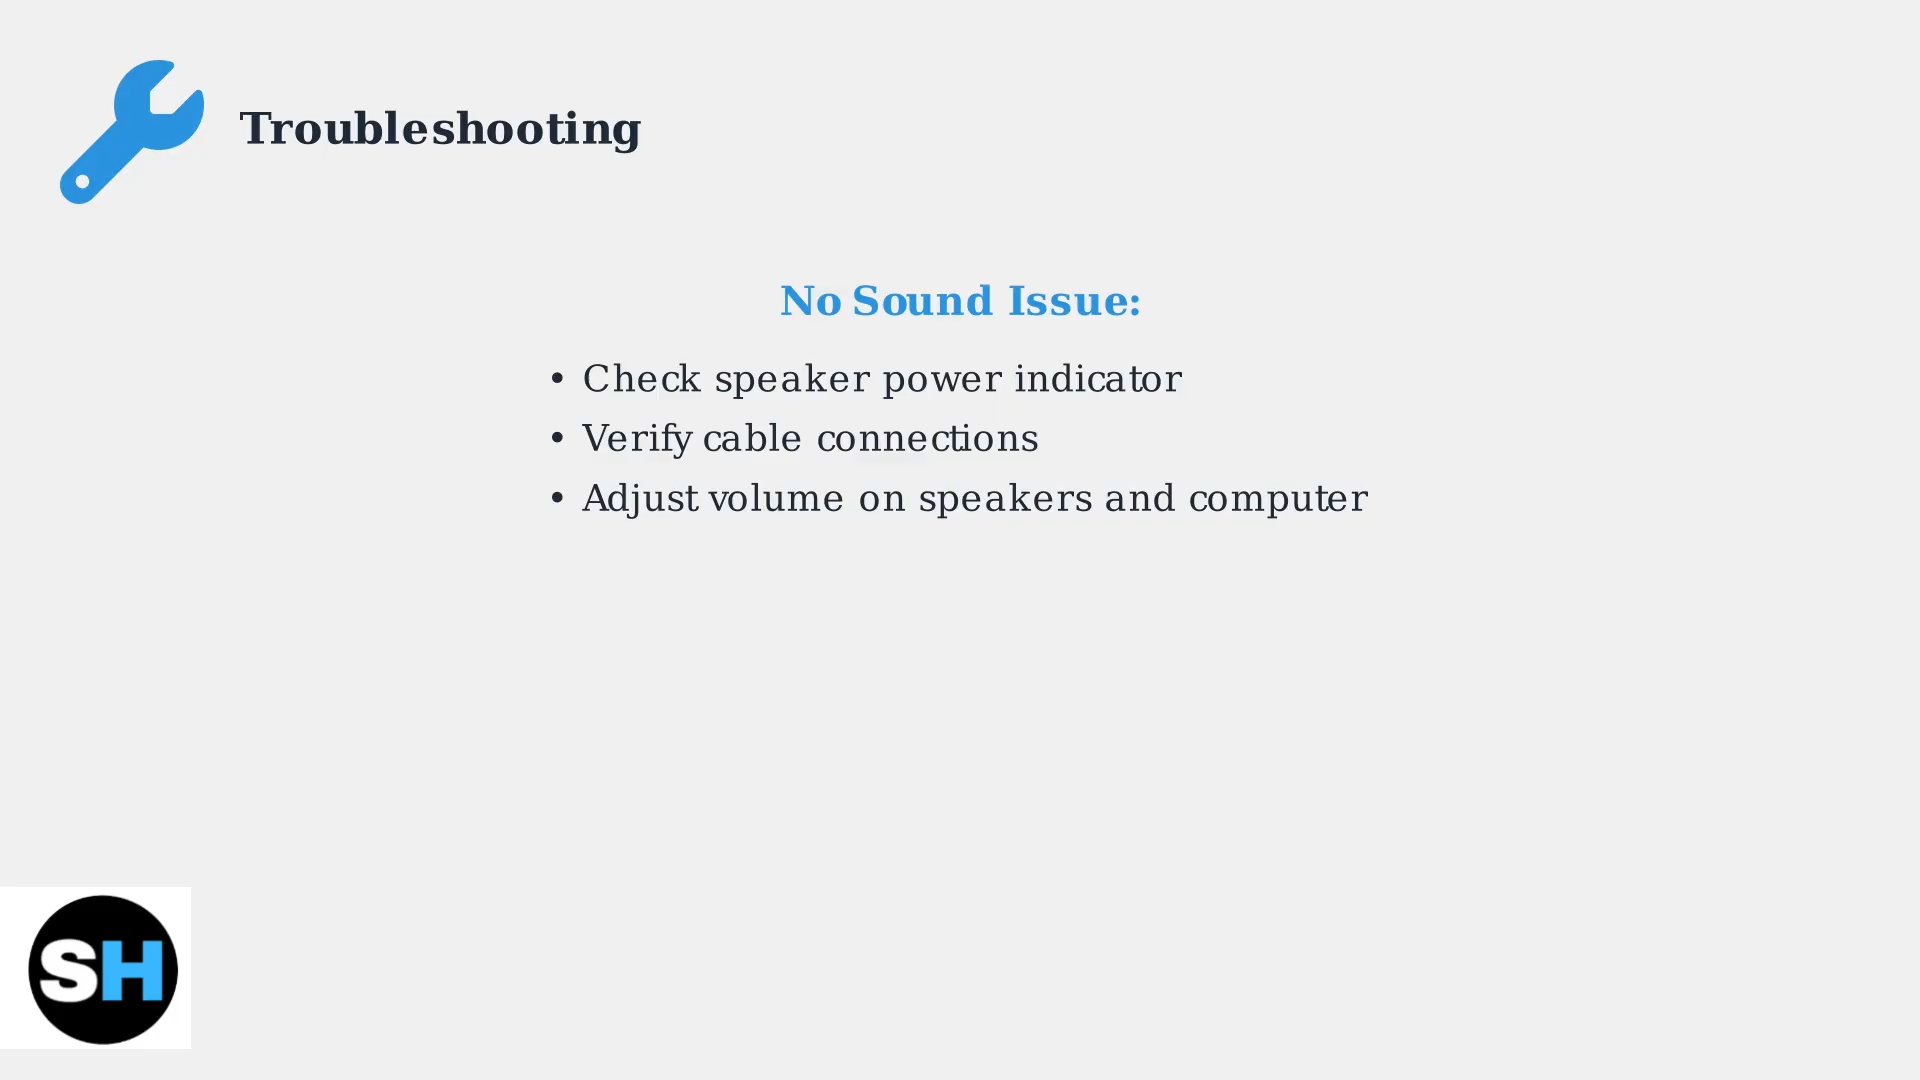 Troubleshooting
No Sound Issue:
• Check speaker power indicator
• Verify cable connections
• Adjust volume on speakers and computer
SH